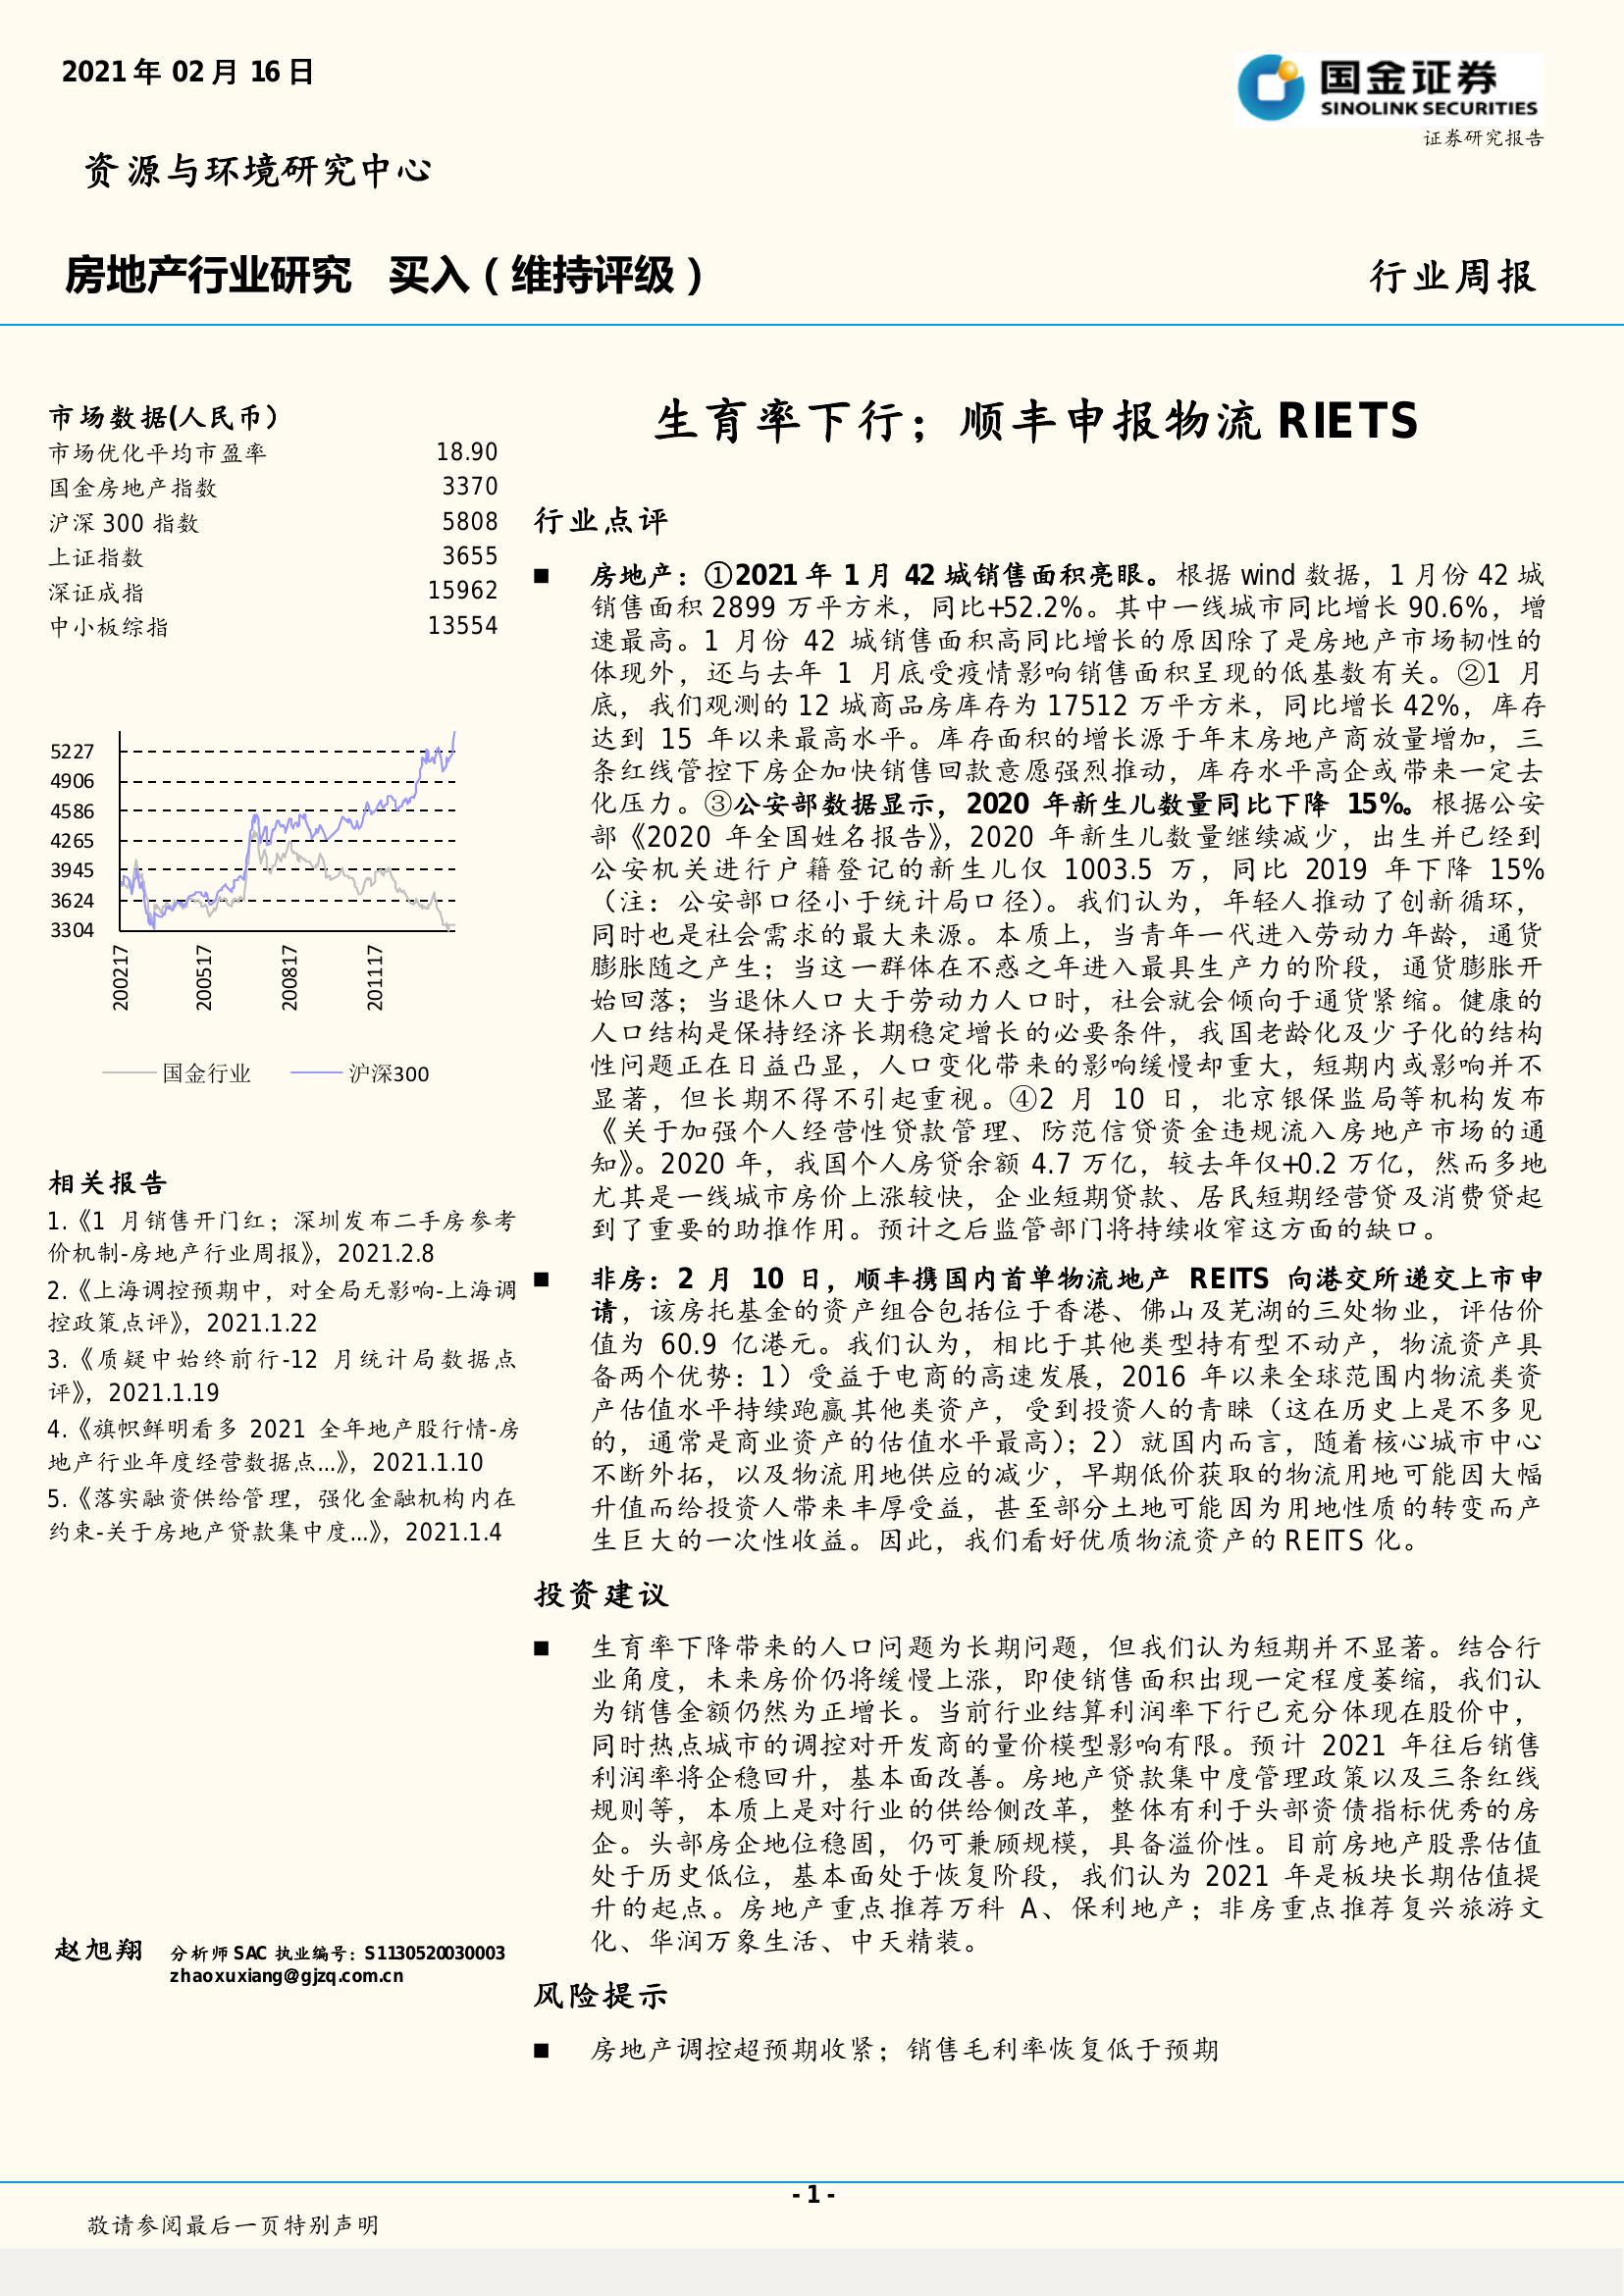 2021 年 02 月 16 日
国金证券
SINOLINK SECURITIES
证券研究报告
资源与环境研究中心
房地产行业研究 买入（维持评级）
行业周报
市场数据(人民币）
市场优化平均市盈率 18.90
国金房地产指数 3370
沪深 300 指数 5808
上证指数 3655
深证成指 15962
中小板综指 13554
5227
4906
4586
4265
3945
3624
3304
200217
200517
200817
201117
国金行业 沪深300
相关报告
1.《1 月销售开门红；深圳发布二手房参考
价机制-房地产行业周报》，2021.2.8
2.《上海调控预期中，对全局无影响-上海调
控政策点评》，2021.1.22
3.《质疑中始终前行-12 月统计局数据点
评》，2021.1.19
4.《旗帜鲜明看多 2021 全年地产股行情-房
地产行业年度经营数据点...》，2021.1.10
5.《落实融资供给管理，强化金融机构内在
约束-关于房地产贷款集中度...》，2021.1.4
赵旭翔 分析师 SAC 执业编号：S1130520030003
zhaoxuxiang@gjzq.com.cn
生育率下行；顺丰申报物流 RIETS
行业点评
■ 房地产：①2021 年 1 月 42 城销售面积亮眼。根据 wind 数据，1 月份 42 城
销售面积 2899 万平方米，同比+52.2%。其中一线城市同比增长 90.6%，增
速最高。1 月份 42 城销售面积高同比增长的原因除了是房地产市场韧性的
体现外，还与去年 1 月底受疫情影响销售面积呈现的低基数有关。②1 月
底，我们观测的 12 城商品房库存为 17512 万平方米，同比增长 42%，库存
达到 15 年以来最高水平。库存面积的增长源于年末房地产商放量增加，三
条红线管控下房企加快销售回款意愿强烈推动，库存水平高企或带来一定去
化压力。③公安部数据显示，2020 年新生儿数量同比下降 15%。根据公安
部《2020 年全国姓名报告》，2020 年新生儿数量继续减少，出生并已经到
公安机关进行户籍登记的新生儿仅 1003.5 万，同比 2019 年下降 15%
（注：公安部口径小于统计局口径）。我们认为，年轻人推动了创新循环，
同时也是社会需求的最大来源。本质上，当青年一代进入劳动力年龄，通货
膨胀随之产生；当这一群体在不惑之年进入最具生产力的阶段，通货膨胀开
始回落；当退休人口大于劳动力人口时，社会就会倾向于通货紧缩。健康的
人口结构是保持经济长期稳定增长的必要条件，我国老龄化及少子化的结构
性问题正在日益凸显，人口变化带来的影响缓慢却重大，短期内或影响并不
显著，但长期不得不引起重视。④2 月 10 日，北京银保监局等机构发布
《关于加强个人经营性贷款管理、防范信贷资金违规流入房地产市场的通
知》。2020 年，我国个人房贷余额 4.7 万亿，较去年仅+0.2 万亿，然而多地
尤其是一线城市房价上涨较快，企业短期贷款、居民短期经营贷及消费贷起
到了重要的助推作用。预计之后监管部门将持续收窄这方面的缺口。
■ 非房：2 月 10 日，顺丰携国内首单物流地产 REITS 向港交所递交上市申
请，该房托基金的资产组合包括位于香港、佛山及芜湖的三处物业，评估价
值为 60.9 亿港元。我们认为，相比于其他类型持有型不动产，物流资产具
备两个优势：1）受益于电商的高速发展，2016 年以来全球范围内物流类资
产估值水平持续跑赢其他类资产，受到投资人的青睐（这在历史上是不多见
的，通常是商业资产的估值水平最高）；2）就国内而言，随着核心城市中心
不断外拓，以及物流用地供应的减少，早期低价获取的物流用地可能因大幅
升值而给投资人带来丰厚受益，甚至部分土地可能因为用地性质的转变而产
生巨大的一次性收益。因此，我们看好优质物流资产的 REITS 化。
投资建议
■ 生育率下降带来的人口问题为长期问题，但我们认为短期并不显著。结合行
业角度，未来房价仍将缓慢上涨，即使销售面积出现一定程度萎缩，我们认
为销售金额仍然为正增长。当前行业结算利润率下行已充分体现在股价中，
同时热点城市的调控对开发商的量价模型影响有限。预计 2021 年往后销售
利润率将企稳回升，基本面改善。房地产贷款集中度管理政策以及三条红线
规则等，本质上是对行业的供给侧改革，整体有利于头部资债指标优秀的房
企。头部房企地位稳固，仍可兼顾规模，具备溢价性。目前房地产股票估值
处于历史低位，基本面处于恢复阶段，我们认为 2021 年是板块长期估值提
升的起点。房地产重点推荐万科 A、保利地产；非房重点推荐复兴旅游文
化、华润万象生活、中天精装。
风险提示
■ 房地产调控超预期收紧；销售毛利率恢复低于预期
- 1 -
敬请参阅最后一页特别声明